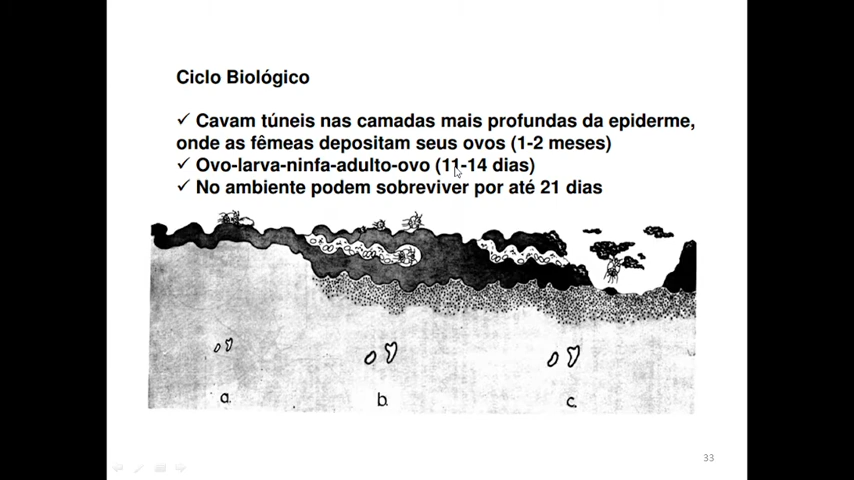 Ciclo Biológico
✓ Cavam túneis nas camadas mais profundas da epiderme,
onde as fêmeas depositam seus ovos (1-2 meses)
✓ Ovo-larva-ninfa-adulto-ovo (11-14 dias)
✓ No ambiente podem sobreviver por até 21 dias
a. b. c.
33